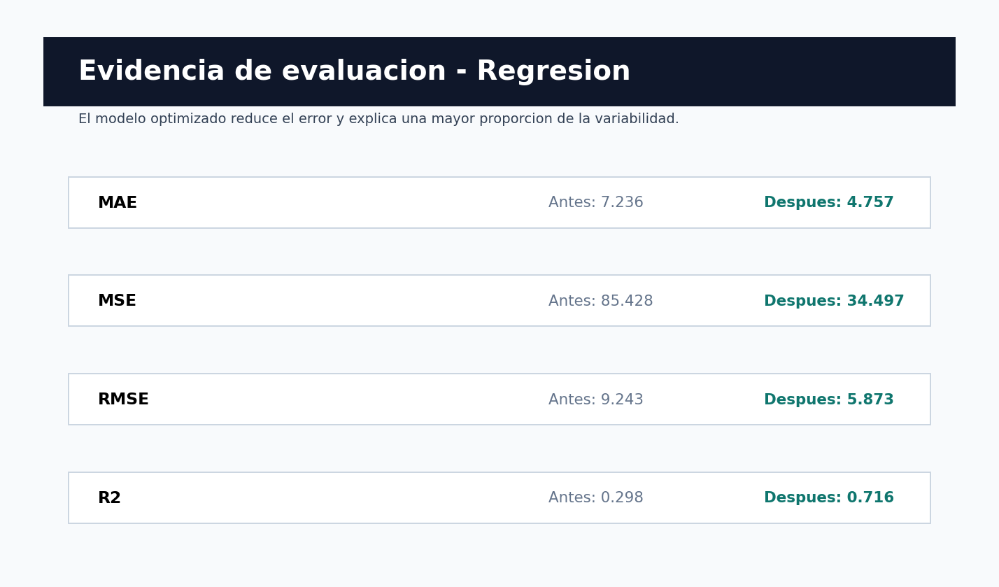 Evidencia de evaluacion - Regresion
El modelo optimizado reduce el error y explica una mayor proporcion de la variabilidad.
MAE Antes: 7.236 Despues: 4.757
MSE Antes: 85.428 Despues: 34.497
RMSE Antes: 9.243 Despues: 5.873
R2 Antes: 0.298 Despues: 0.716